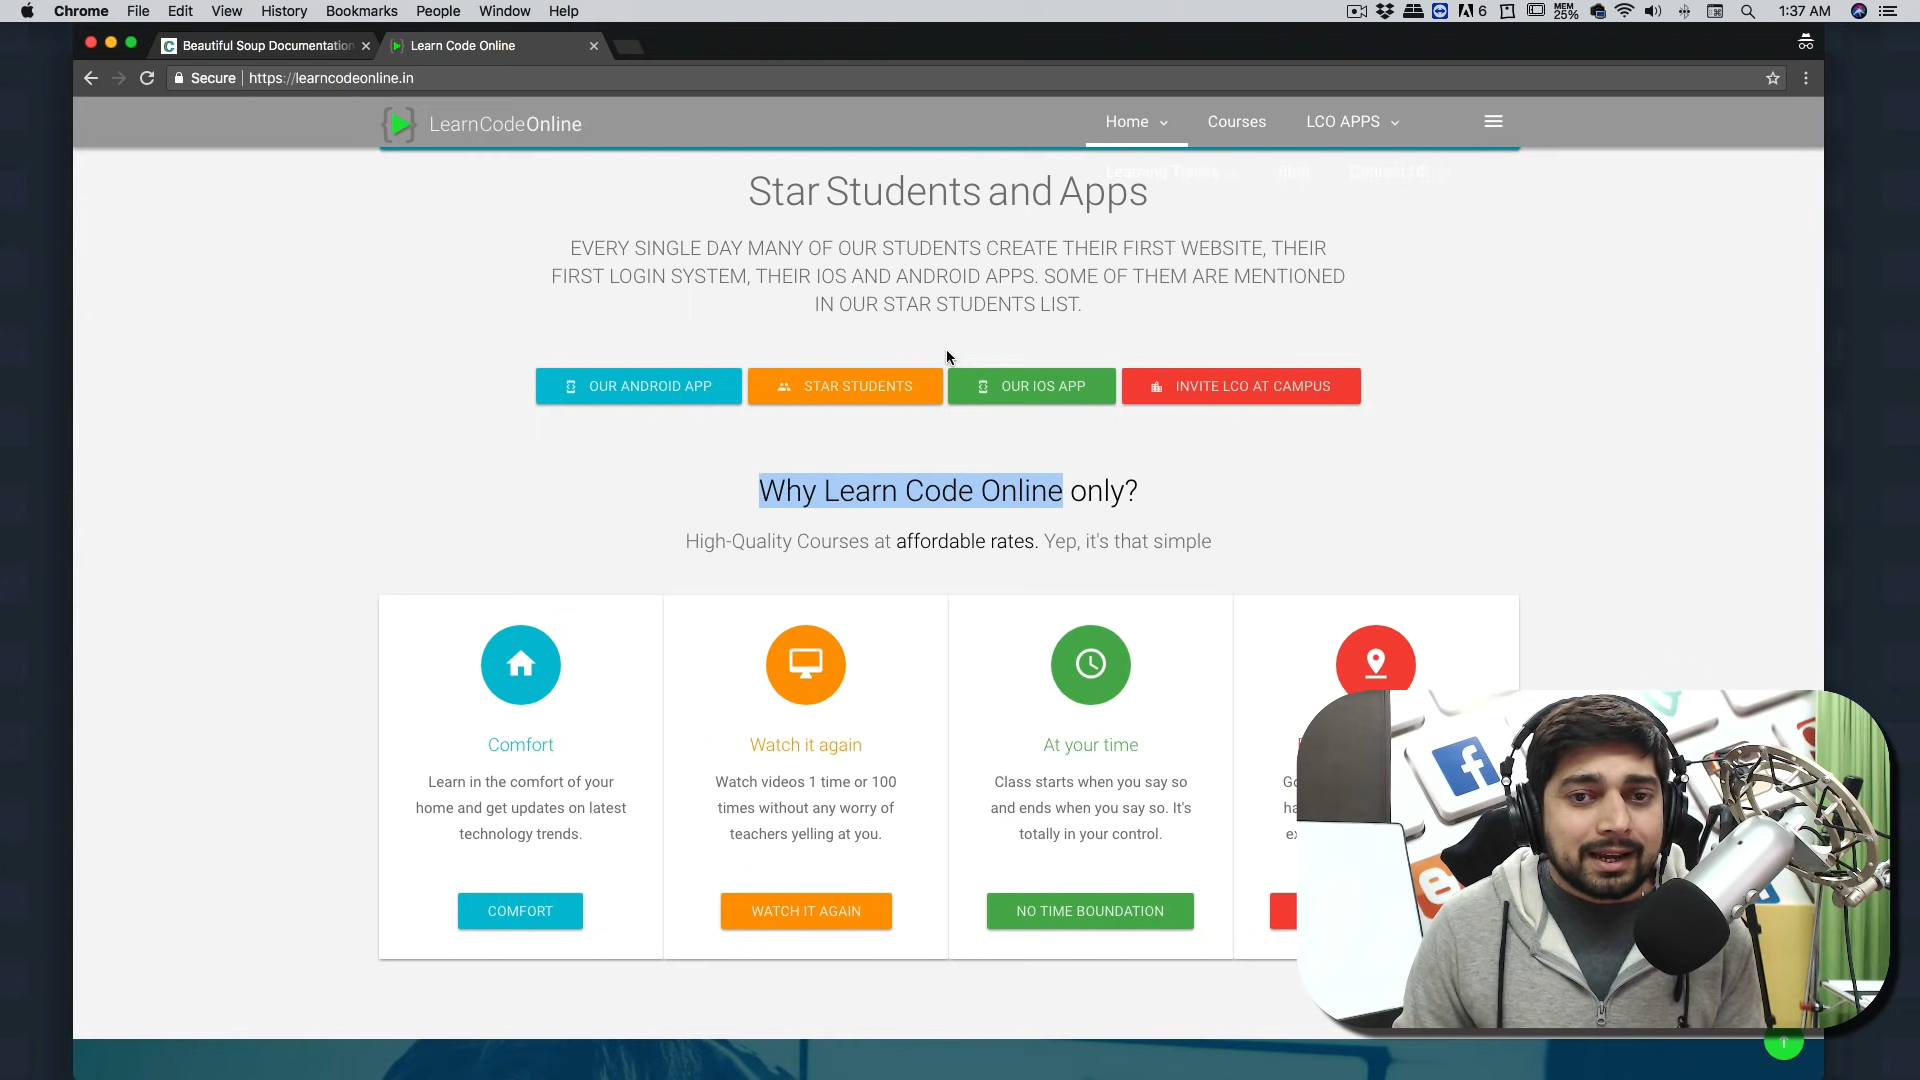 Chrome File Edit View History Bookmarks People Window Help
6 MEM 25% 1:37 AM
Beautiful Soup Documentation
Learn Code Online
Secure https://learncodeonline.in
LearnCodeOnline
Home Courses LCO APPS
Star Students and Apps
EVERY SINGLE DAY MANY OF OUR STUDENTS CREATE THEIR FIRST WEBSITE, THEIR
FIRST LOGIN SYSTEM, THEIR IOS AND ANDROID APPS. SOME OF THEM ARE MENTIONED
IN OUR STAR STUDENTS LIST.
OUR ANDROID APP
STAR STUDENTS
OUR IOS APP
INVITE LCO AT CAMPUS
Why Learn Code Online only?
High-Quality Courses at affordable rates. Yep, it's that simple
Comfort
Learn in the comfort of your
home and get updates on latest
technology trends.
COMFORT
Watch it again
Watch videos 1 time or 100
times without any worry of
teachers yelling at you.
WATCH IT AGAIN
At your time
Class starts when you say so
and ends when you say so. It's
totally in your control.
NO TIME BOUNDATION